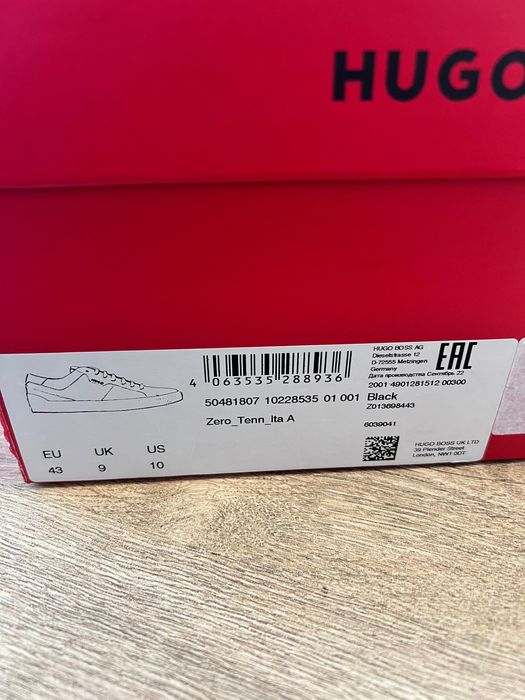 HUGO
HUGO BOSS AG
Dieselstrasse 12
D-72555 Metzingen
Germany
Дата производства Сентябрь 22
EAC
2001 4901281512 00300
4 063535 288936
50481807 10228535 01 001 Black
Z013698443
Zero_Tenn_Ita A
6039041
EU UK US
43 9 10
HUGO BOSS UK LTD
39 Plender Street
London, NW1 0DT